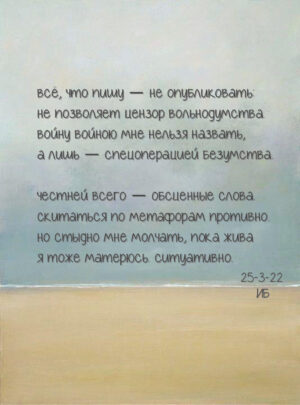 всё, что пишу — не опубликовать:
не позволяет цензор вольнодумства.
войну войною мне нельзя назвать,
а лишь — спецоперацией безумства.
честней всего — обсценные слова.
скитаться по метафорам противно.
но стыдно мне молчать, пока жива
я тоже матерюсь. ситуативно.
25-3-22
ИБ